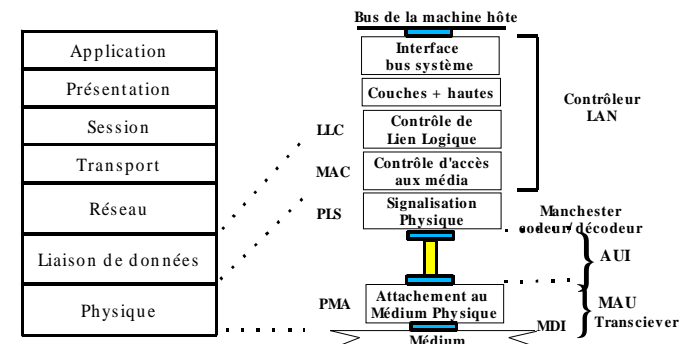 Bus de la machine hôte
Application
Présentation
Session
Transport
Réseau
Liaison de données
Physique
LLC
MAC
PLS
PMA
Interface
bus système
Couches + hautes
Contrôle de
Lien Logique
Contrôle d'accès
aux média
Signalisation
Physique
Attachement au
Médium Physique
Médium
MDI
Contrôleur
LAN
Manchester
codeur/décodeur
AUI
MAU
Transciever